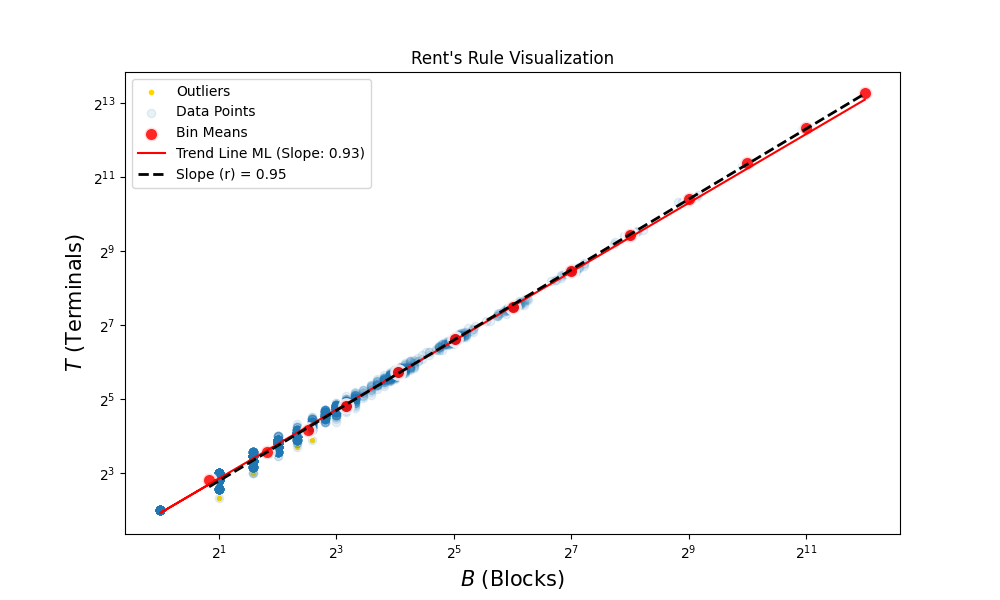 Rent's Rule Visualization
Outliers
Data Points
Bin Means
Trend Line ML (Slope: 0.93)
Slope (r) = 0.95
2^13
2^11
2^9
2^7
2^5
2^3
T (Terminals)
2^1 2^3 2^5 2^7 2^9 2^11
B (Blocks)